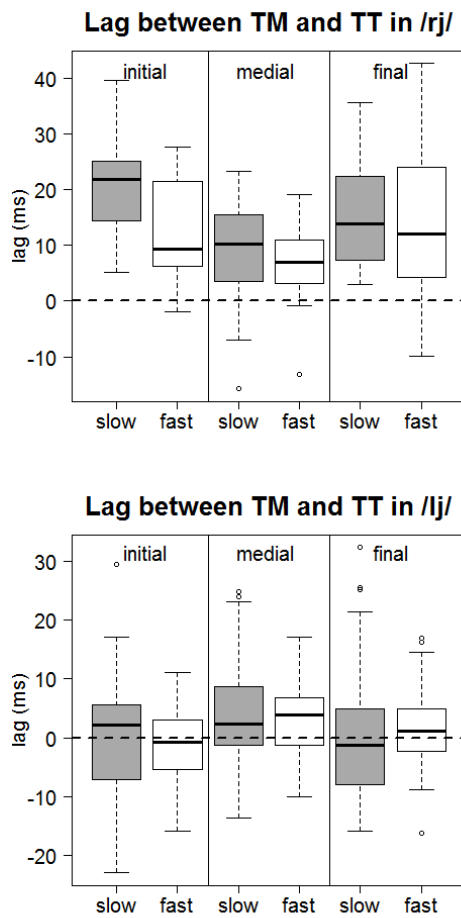 Lag between TM and TT in /rj/
initial medial final
40
30
20
10
0
-10
lag (ms)
slow fast slow fast slow fast
Lag between TM and TT in /lj/
initial medial final
30
20
10
0
-10
-20
lag (ms)
slow fast slow fast slow fast